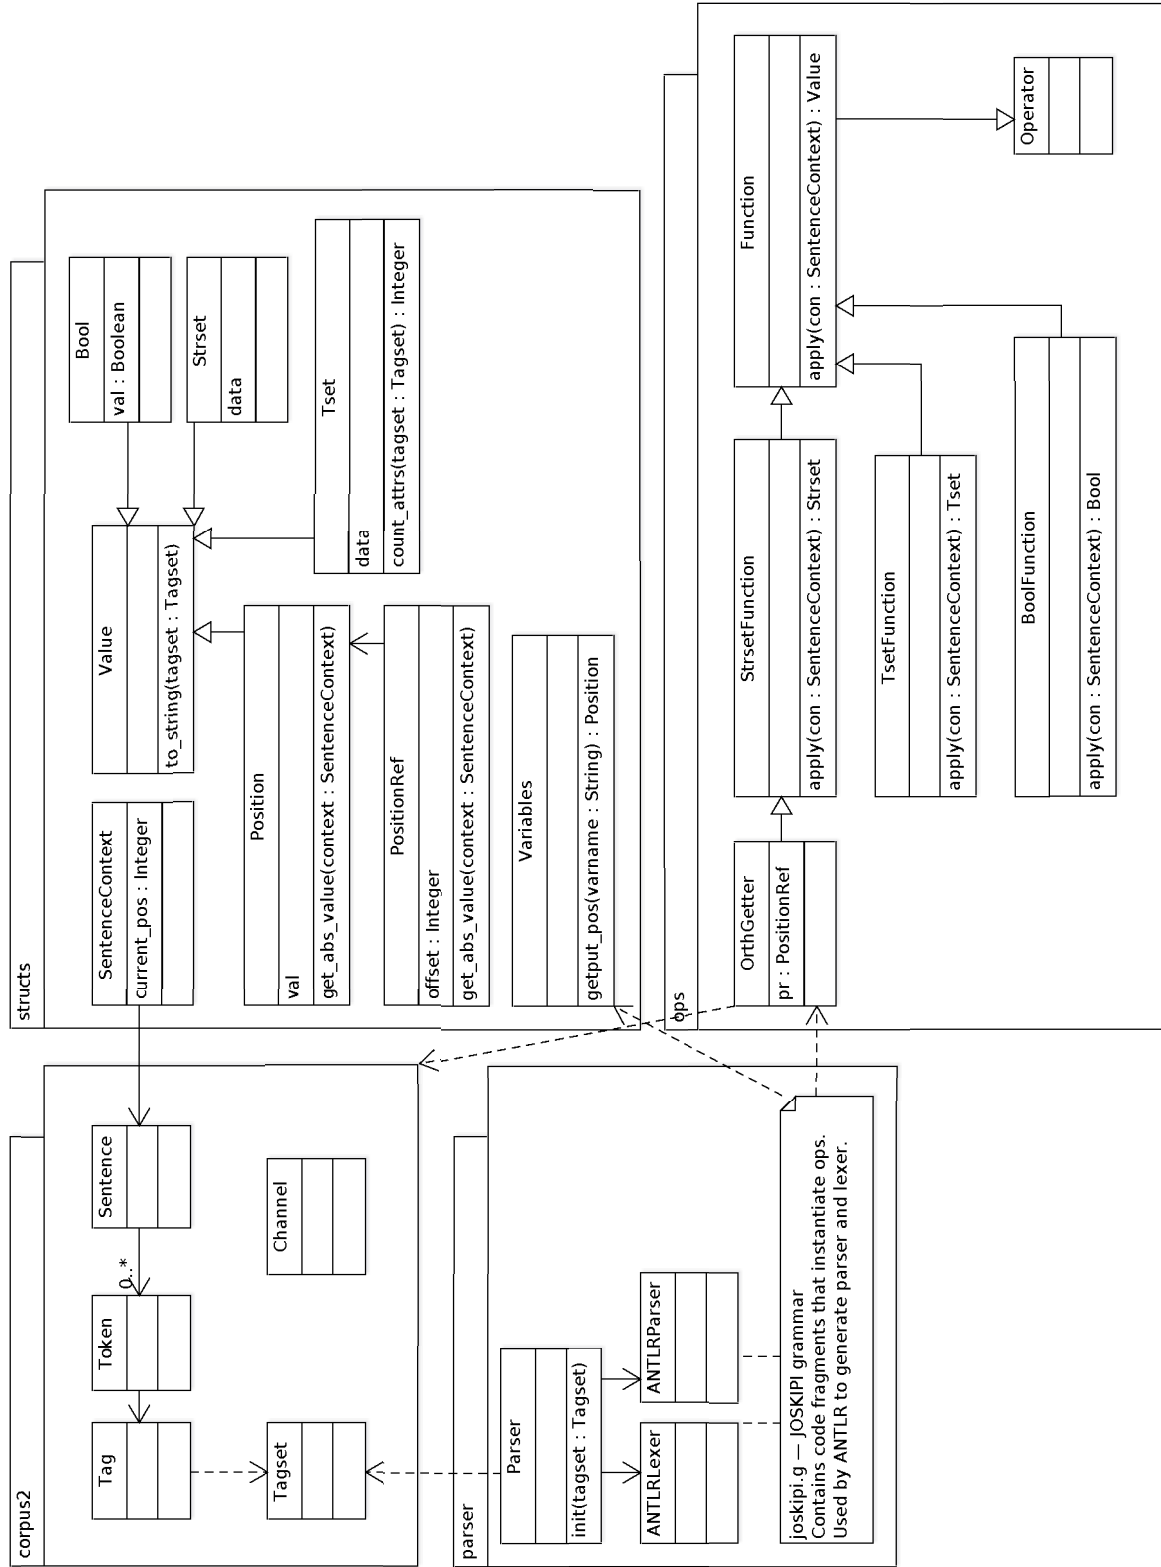 corpus2
Tag
Token
0..*
Sentence
Tagset
Channel
structs
SentenceContext
current_pos : Integer
Value
to_string(tagset : Tagset)
Bool
val : Boolean
Strset
data
Position
val
get_abs_value(context : SentenceContext)
Tset
data
count_attrs(tagset : Tagset) : Integer
PositionRef
offset : Integer
get_abs_value(context : SentenceContext)
Variables
getput_pos(varname : String) : Position
parser
Parser
init(tagset : Tagset)
ANTLRLexer
ANTLRParser
joskipi.g — JOSKIPI grammar
Contains code fragments that instantiate ops.
Used by ANTLR to generate parser and lexer.
ops
OrthGetter
pr : PositionRef
StrsetFunction
apply(con : SentenceContext) : Strset
Function
apply(con : SentenceContext) : Value
TsetFunction
apply(con : SentenceContext) : Tset
BoolFunction
apply(con : SentenceContext) : Bool
Operator